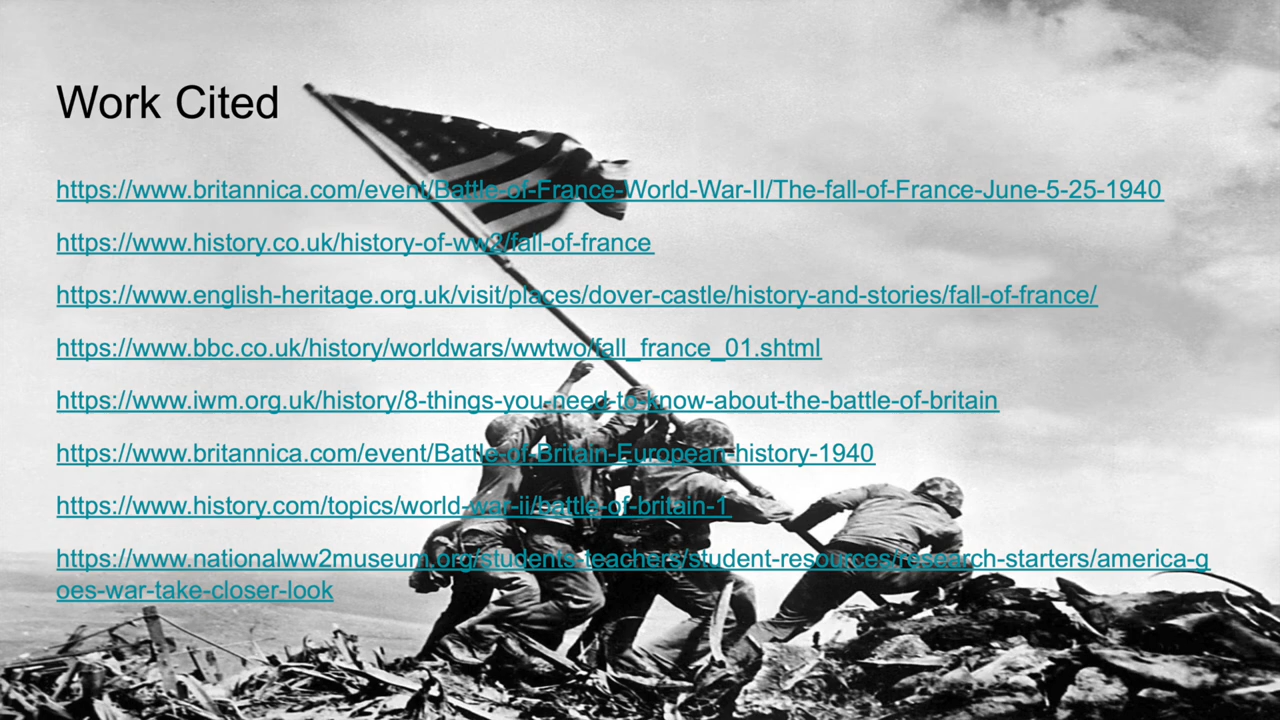 Work Cited
https://www.britannica.com/event/Battle-of-France-World-War-II/The-fall-of-France-June-5-25-1940
https://www.history.co.uk/history-of-ww2/fall-of-france
https://www.english-heritage.org.uk/visit/places/dover-castle/history-and-stories/fall-of-france/
https://www.bbc.co.uk/history/worldwars/wwtwo/fall_france_01.shtml
https://www.iwm.org.uk/history/8-things-you-need-to-know-about-the-battle-of-britain
https://www.britannica.com/event/Battle-of-Britain-European-history-1940
https://www.history.com/topics/world-war-ii/battle-of-britain-1
https://www.nationalww2museum.org/students-teachers/student-resources/research-starters/america-g
oes-war-take-closer-look